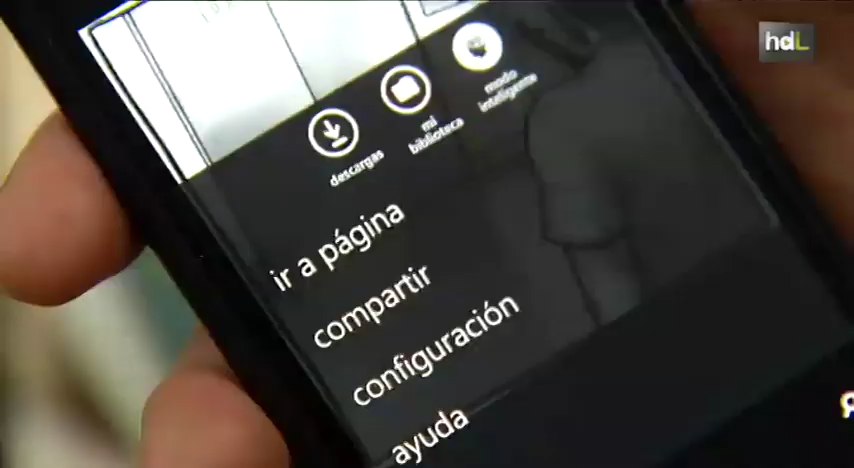 hdL
descargas
mi
biblioteca
modo
inteligente
ir a página
compartir
configuración
ayuda